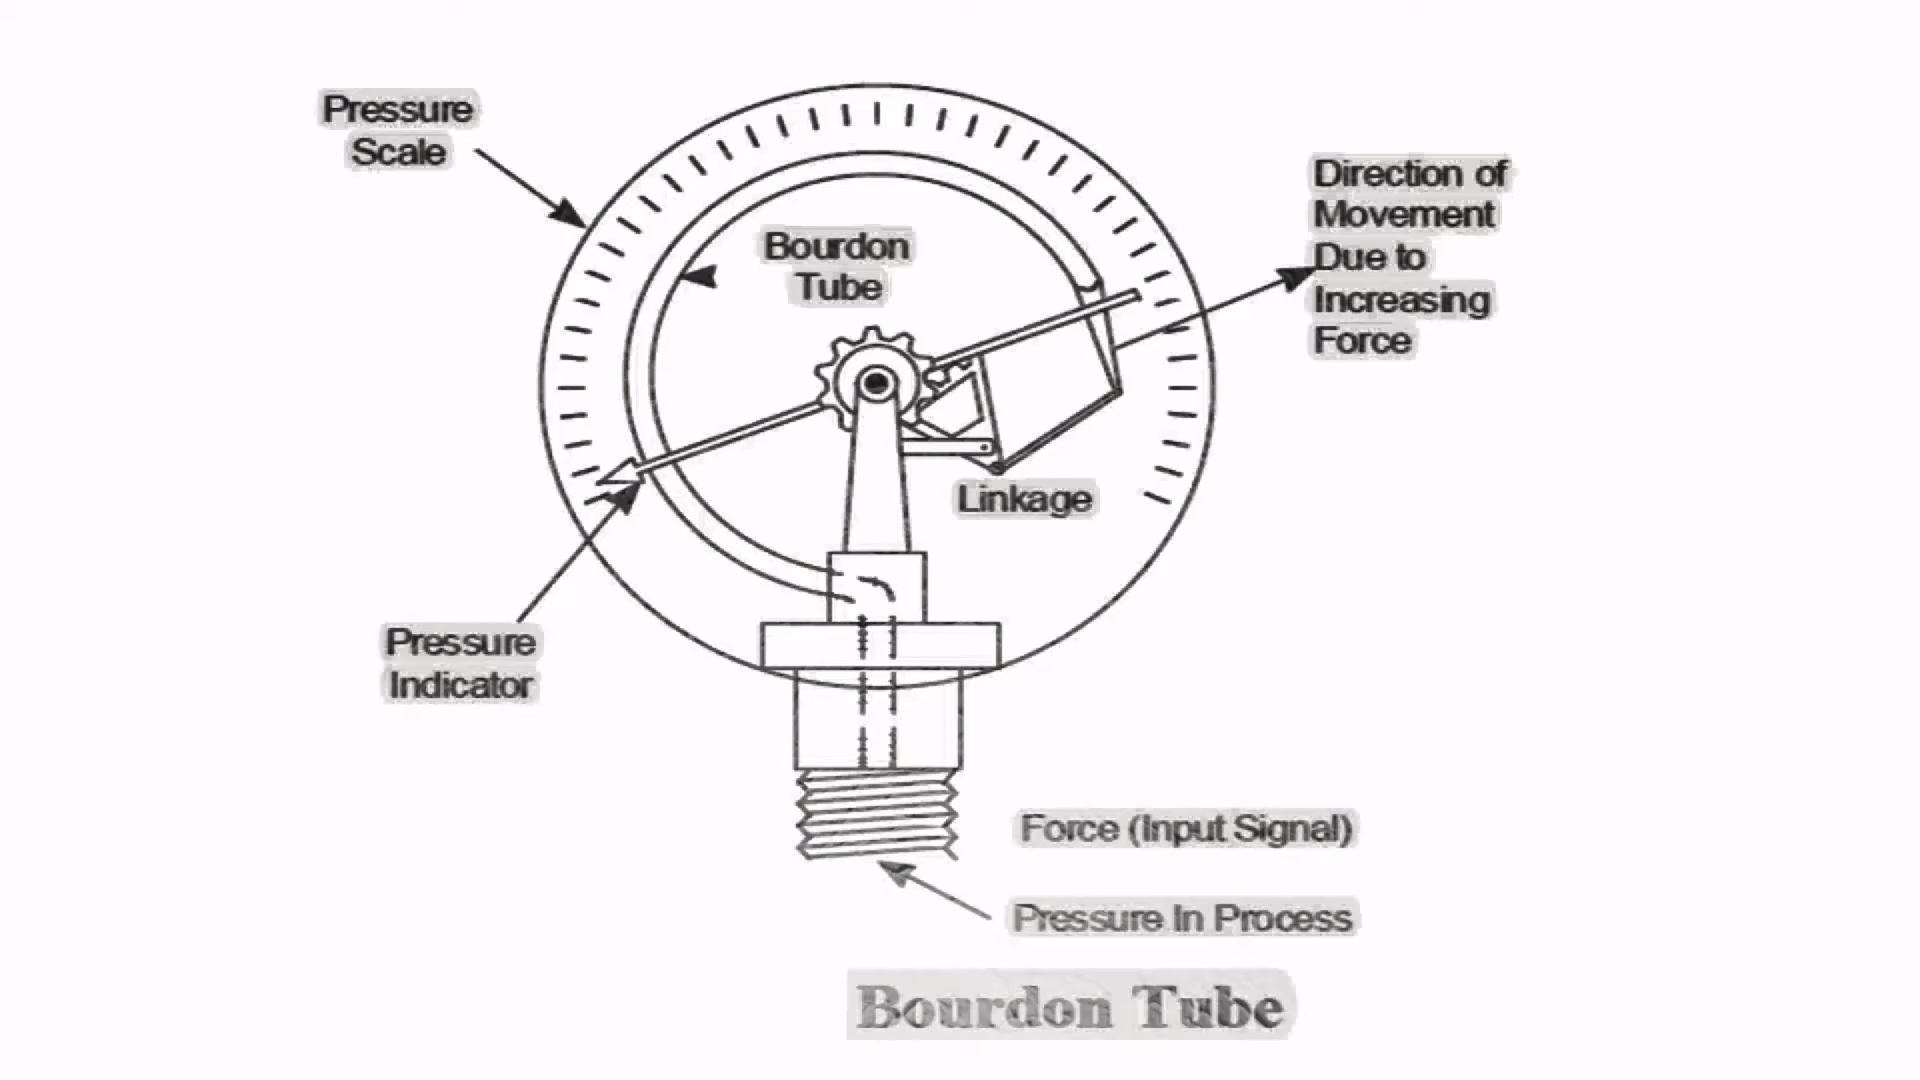 Pressure
Scale
Bourdon
Tube
Direction of
Movement
Due to
Increasing
Force
Linkage
Pressure
Indicator
Force (Input Signal)
Pressure In Process
Bourdon Tube